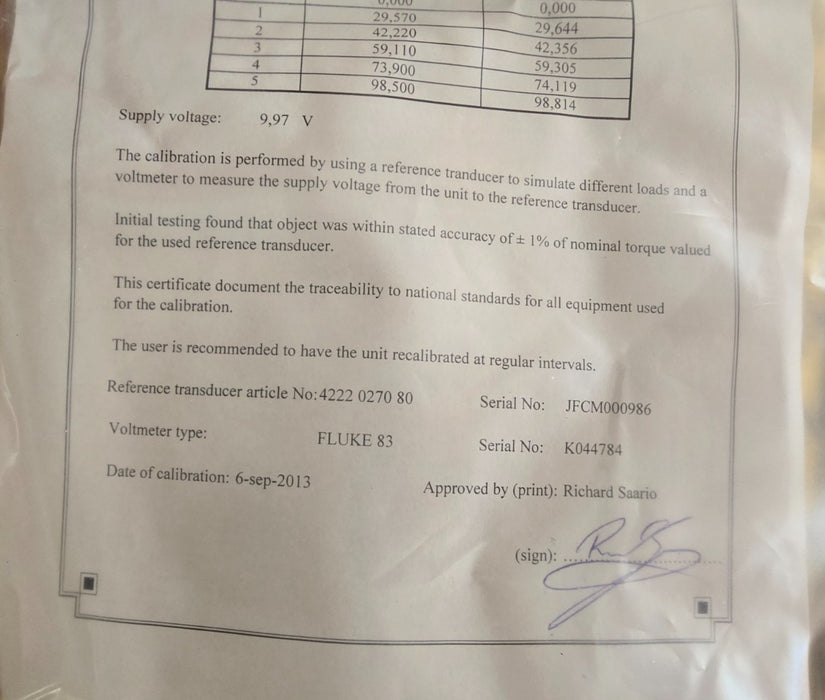 0,000 0,000
1 29,570 29,644
2 42,220 42,356
3 59,110 59,305
4 73,900 74,119
5 98,500 98,814
Supply voltage: 9,97 V
The calibration is performed by using a reference tranducer to simulate different loads and a
voltmeter to measure the supply voltage from the unit to the reference transducer.
Initial testing found that object was within stated accuracy of ± 1% of nominal torque valued
for the used reference transducer.
This certificate document the traceability to national standards for all equipment used
for the calibration.
The user is recommended to have the unit recalibrated at regular intervals.
Reference transducer article No:4222 0270 80 Serial No: JFCM000986
Voltmeter type: FLUKE 83 Serial No: K044784
Date of calibration: 6-sep-2013 Approved by (print): Richard Saario
(sign):